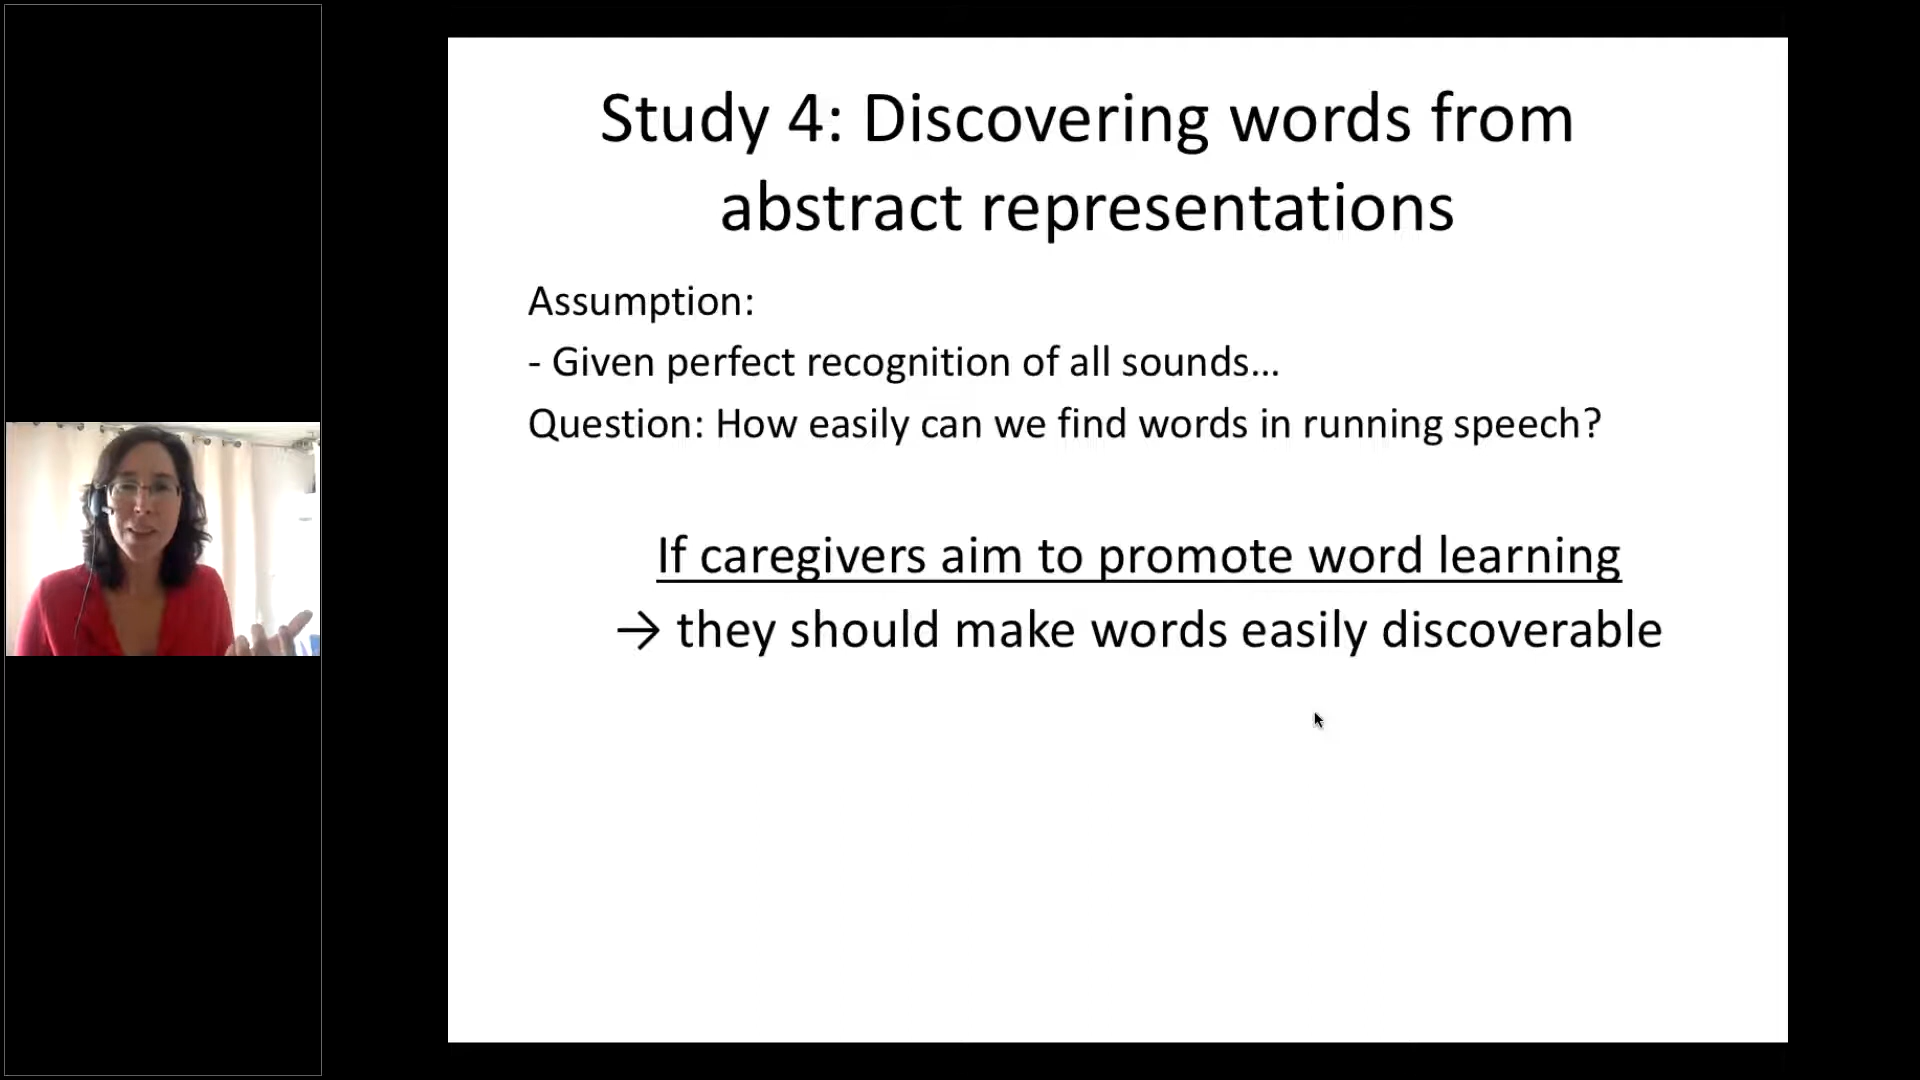 Study 4: Discovering words from
abstract representations
Assumption:
- Given perfect recognition of all sounds…
Question: How easily can we find words in running speech?
If caregivers aim to promote word learning
→ they should make words easily discoverable